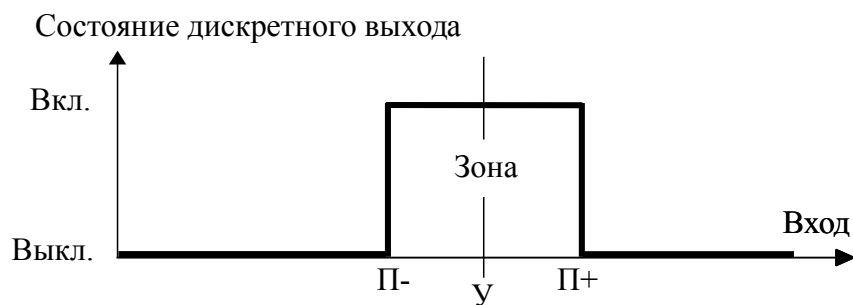 Состояние дискретного выхода
Вкл.
Зона
Вход
Выкл.
П-
П+
У